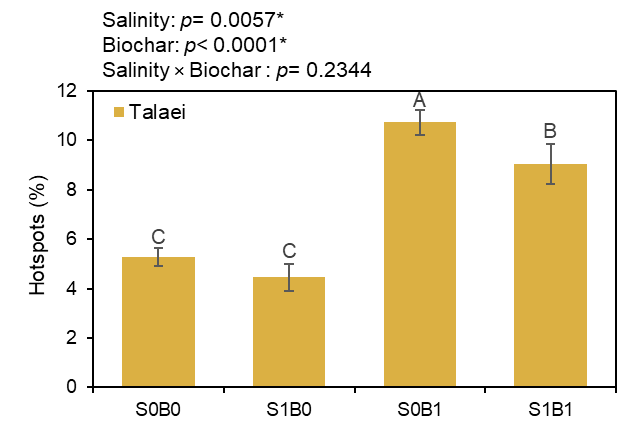 Salinity: p= 0.0057*
Biochar: p< 0.0001*
Salinity × Biochar : p= 0.2344
12
10
8
6
4
2
0
Hotspots (%)
Talaei
C
C
A
B
S0B0
S1B0
S0B1
S1B1